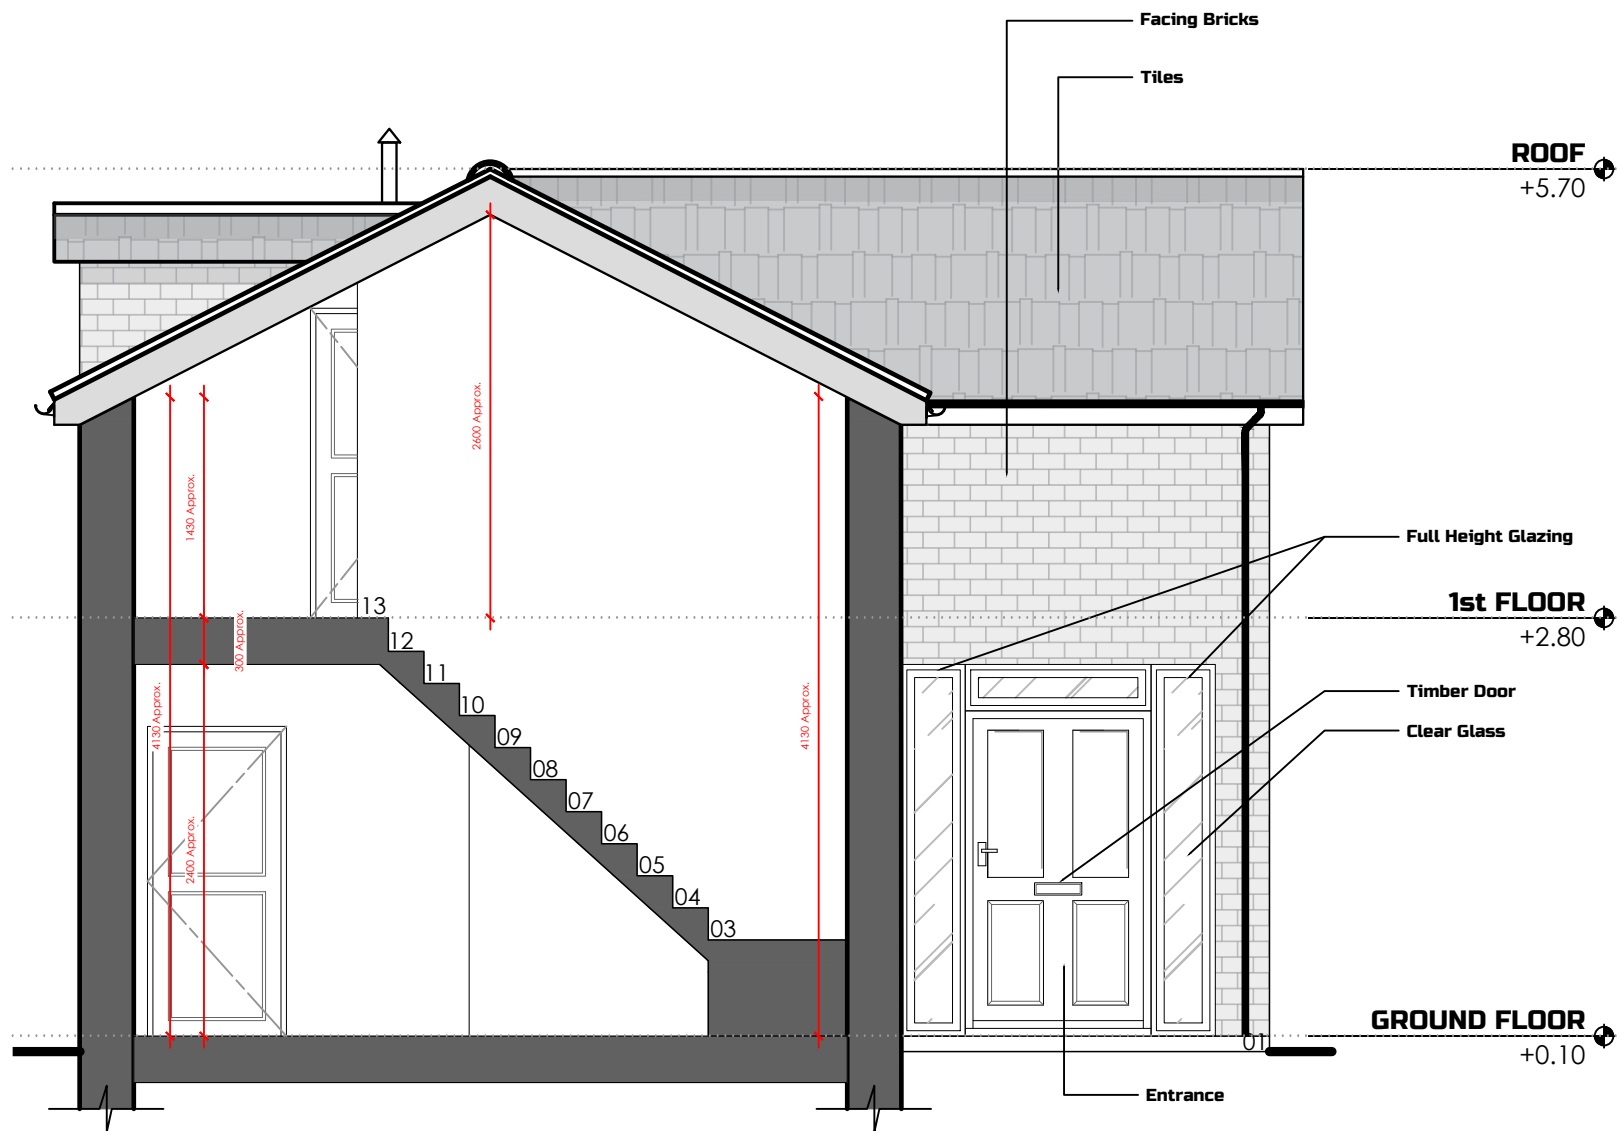 Facing Bricks
Tiles
ROOF
+5.70
2600 Approx.
1430 Approx.
Full Height Glazing
1st FLOOR
+2.80
13
12
11
10
09
08
07
06
05
04
03
300 Approx.
4130 Approx.
4130 Approx.
2400 Approx.
Timber Door
Clear Glass
GROUND FLOOR
+0.10
01
Entrance